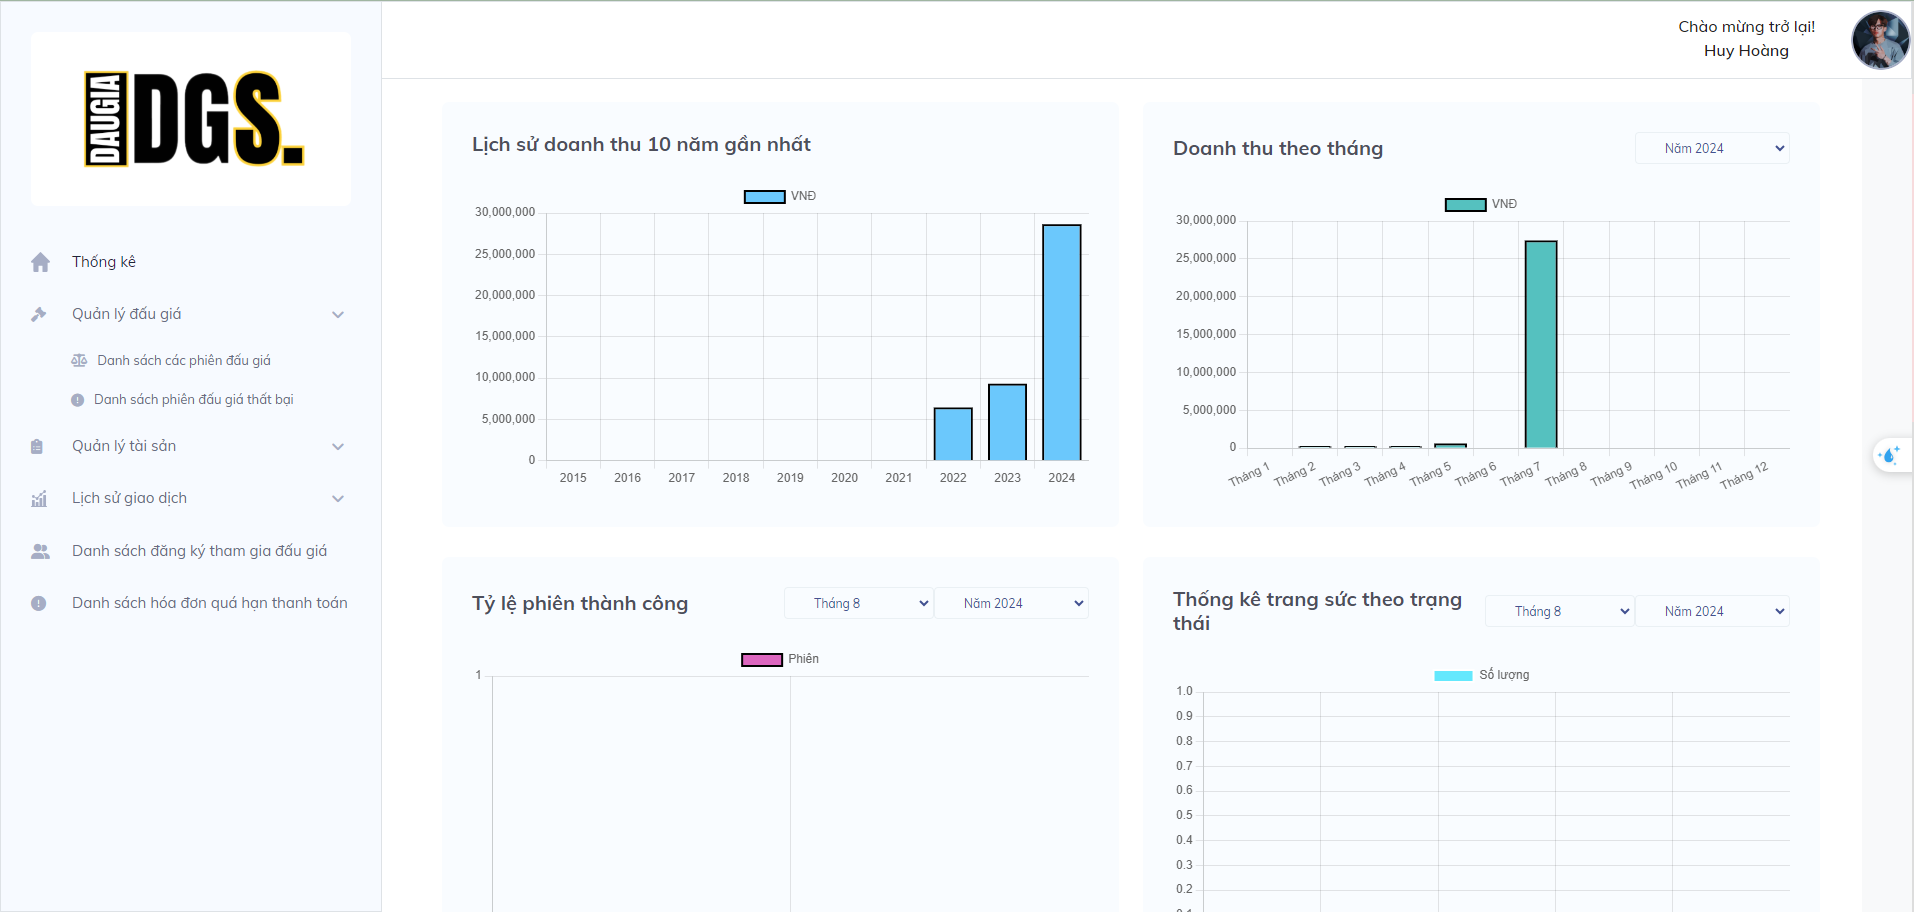 DAUGIA
DGS.
Chào mừng trở lại!
Huy Hoàng
Thống kê
Quản lý đấu giá
Danh sách các phiên đấu giá
Danh sách phiên đấu giá thất bại
Quản lý tài sản
Lịch sử giao dịch
Danh sách đăng ký tham gia đấu giá
Danh sách hóa đơn quá hạn thanh toán
Lịch sử doanh thu 10 năm gần nhất
VNĐ
30,000,000
25,000,000
20,000,000
15,000,000
10,000,000
5,000,000
0
2015 2016 2017 2018 2019 2020 2021 2022 2023 2024
Doanh thu theo tháng
Năm 2024
VNĐ
30,000,000
25,000,000
20,000,000
15,000,000
10,000,000
5,000,000
0
Tháng 1 Tháng 2 Tháng 3 Tháng 4 Tháng 5 Tháng 6 Tháng 7 Tháng 8 Tháng 9 Tháng 10 Tháng 11 Tháng 12
Tỷ lệ phiên thành công
Tháng 8
Năm 2024
Phiên
1
Thống kê trang sức theo trạng
thái
Tháng 8
Năm 2024
Số lượng
1.0
0.9
0.8
0.7
0.6
0.5
0.4
0.3
0.2